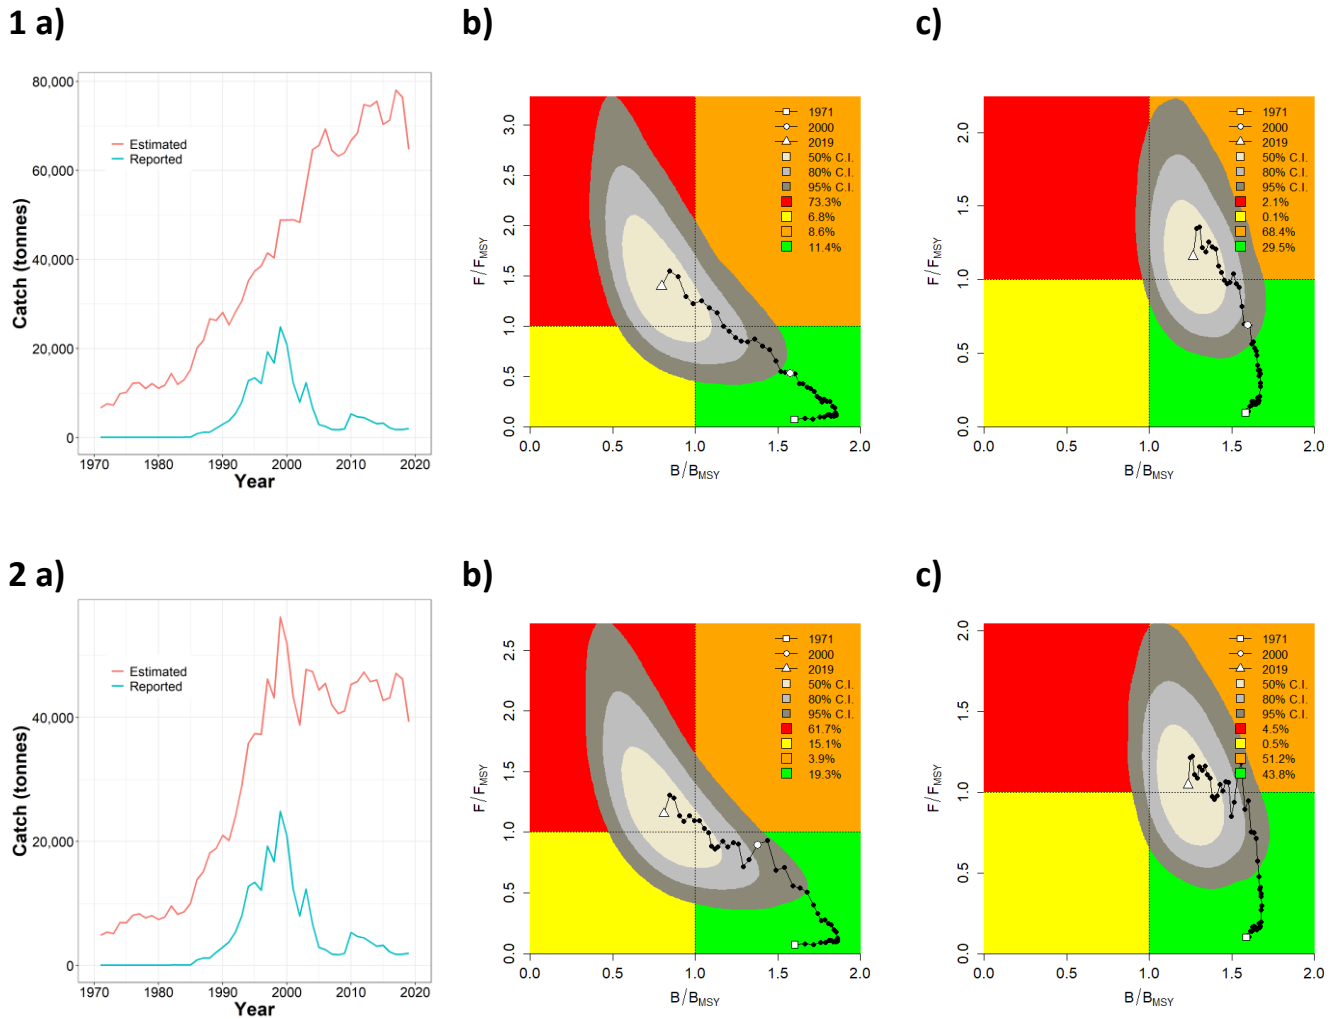 1 a)
b)
c)
80,000
60,000
40,000
20,000
0
Catch (tonnes)
Estimated
Reported
1970 1980 1990 2000 2010 2020
Year
3.0
2.5
2.0
1.5
1.0
0.5
0.0
F/FMSY
1971
2000
2019
50% C.I.
80% C.I.
95% C.I.
73.3%
6.8%
8.6%
11.4%
0.0 0.5 1.0 1.5 2.0
B/BMSY
2.0
1.5
1.0
0.5
0.0
F/FMSY
1971
2000
2019
50% C.I.
80% C.I.
95% C.I.
2.1%
0.1%
68.4%
29.5%
0.0 0.5 1.0 1.5 2.0
B/BMSY
2 a)
b)
c)
40,000
20,000
0
Catch (tonnes)
Estimated
Reported
1970 1980 1990 2000 2010 2020
Year
2.5
2.0
1.5
1.0
0.5
0.0
F/FMSY
1971
2000
2019
50% C.I.
80% C.I.
95% C.I.
61.7%
15.1%
3.9%
19.3%
0.0 0.5 1.0 1.5 2.0
B/BMSY
2.0
1.5
1.0
0.5
0.0
F/FMSY
1971
2000
2019
50% C.I.
80% C.I.
95% C.I.
4.5%
0.5%
51.2%
43.8%
0.0 0.5 1.0 1.5 2.0
B/BMSY